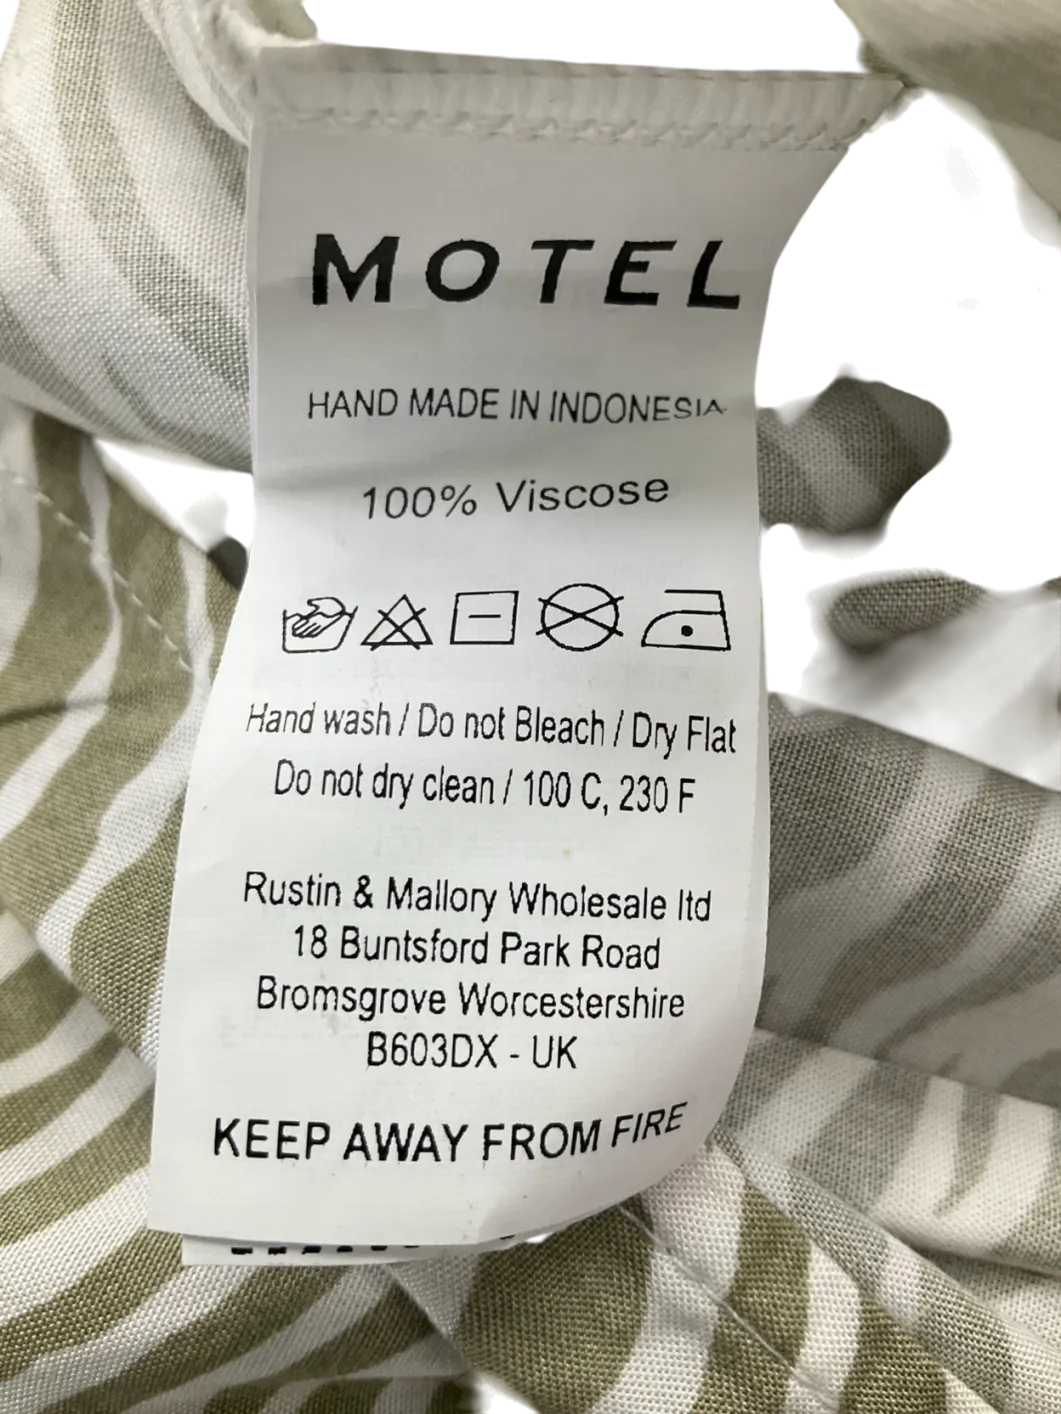 MOTEL
HAND MADE IN INDONESIA
100% Viscose
Hand wash / Do not Bleach / Dry Flat
Do not dry clean / 100 C, 230 F
Rustin & Mallory Wholesale ltd
18 Buntsford Park Road
Bromsgrove Worcestershire
B603DX - UK
KEEP AWAY FROM FIRE